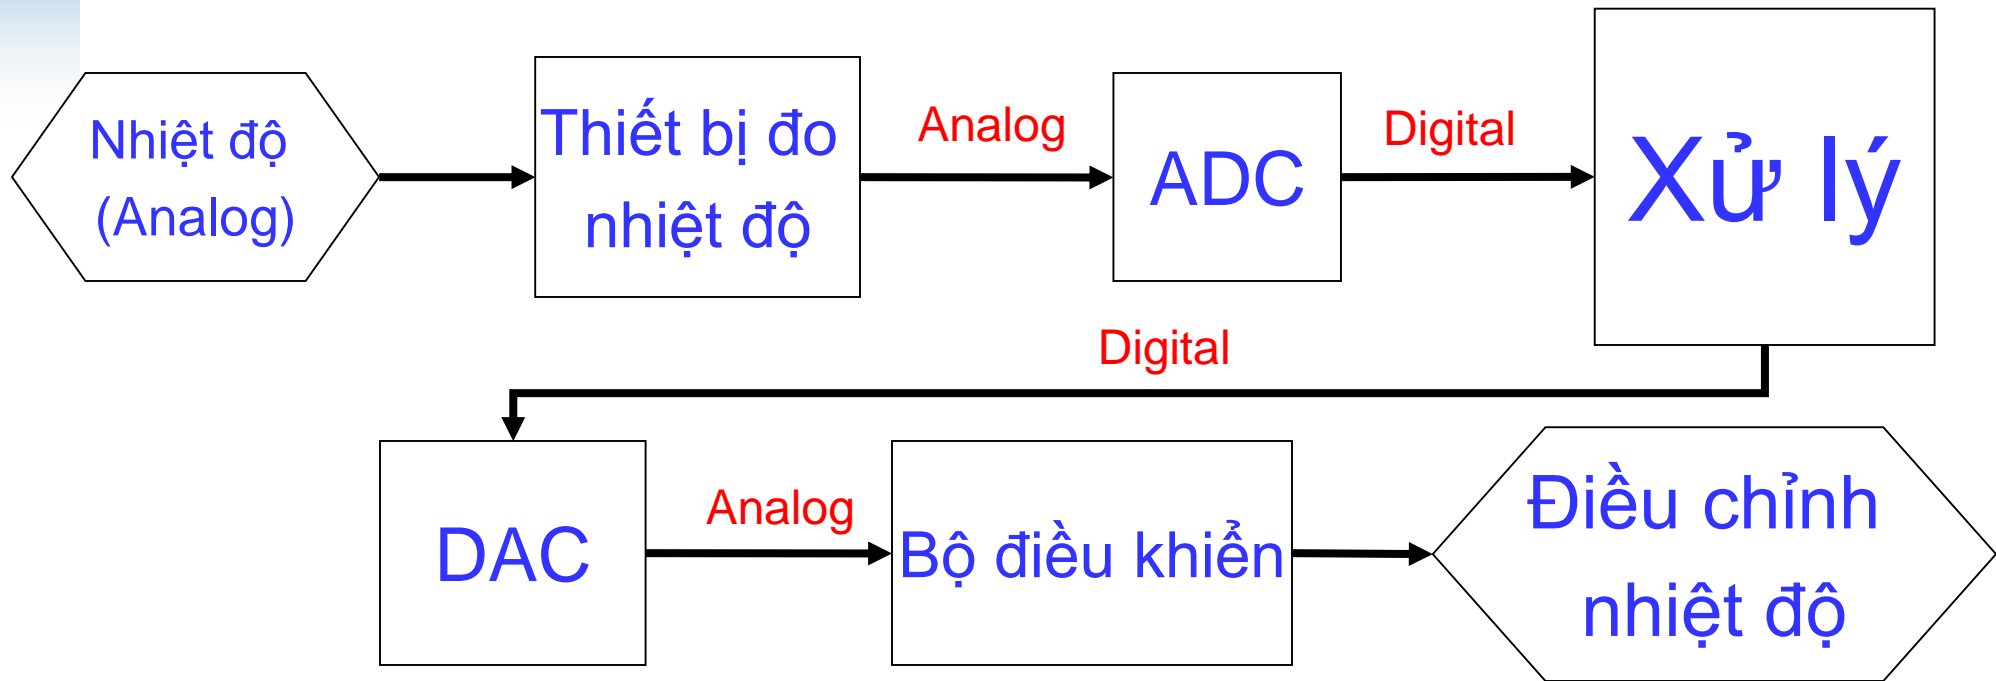 Nhiệt độ
(Analog)
Thiết bị đo
nhiệt độ
Analog
ADC
Digital
Xử lý
Digital
DAC
Analog
Bộ điều khiển
Điều chỉnh
nhiệt độ